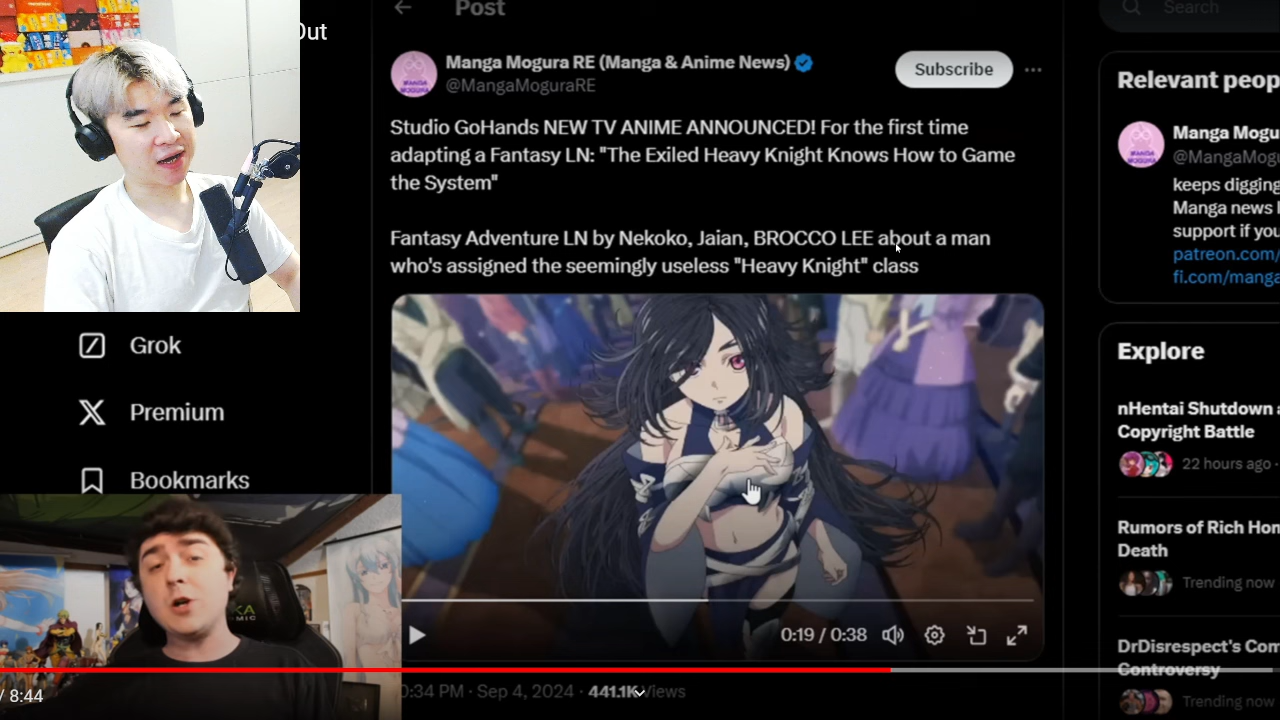 Out
Post
Search
Manga Mogura RE (Manga & Anime News)
@MangaMoguraRE
Subscribe
Studio GoHands NEW TV ANIME ANNOUNCED! For the first time
adapting a Fantasy LN: "The Exiled Heavy Knight Knows How to Game
the System"
Fantasy Adventure LN by Nekoko, Jaian, BROCCO LEE about a man
who's assigned the seemingly useless "Heavy Knight" class
0:19 / 0:38
0:34 PM · Sep 4, 2024 · 441.1K Views
Grok
Premium
Bookmarks
/ 8:44
Relevant peop
Manga Mogu
@MangaMogu
keeps digging
Manga news
support if you
patreon.com/
fi.com/manga
Explore
nHentai Shutdown a
Copyright Battle
22 hours ago ·
Rumors of Rich Hom
Death
Trending now
DrDisrespect's Com
Controversy
Trending now